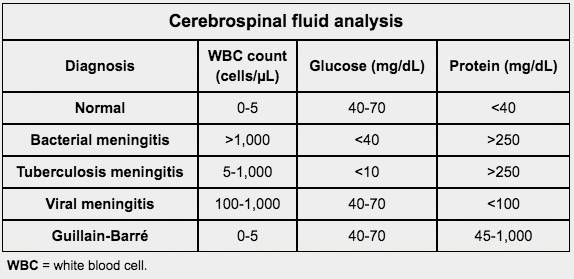 Cerebrospinal fluid analysis
Diagnosis WBC count (cells/µL) Glucose (mg/dL) Protein (mg/dL)
Normal 0-5 40-70 <40
Bacterial meningitis >1,000 <40 >250
Tuberculosis meningitis 5-1,000 <10 >250
Viral meningitis 100-1,000 40-70 <100
Guillain-Barré 0-5 40-70 45-1,000
WBC = white blood cell.